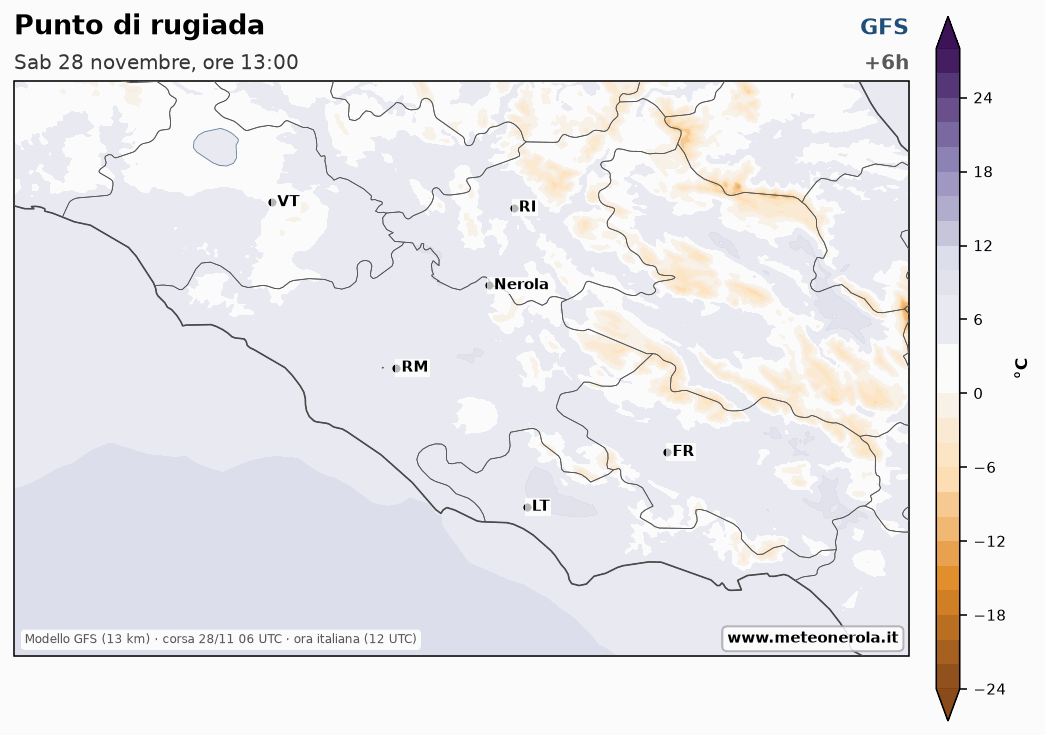 Punto di rugiada
GFS
Sab 28 novembre, ore 13:00
+6h
VT
RI
Nerola
RM
FR
LT
24
18
12
6
0
−6
−12
−18
−24
°C
Modello GFS (13 km) · corsa 28/11 06 UTC · ora italiana (12 UTC)
www.meteonerola.it